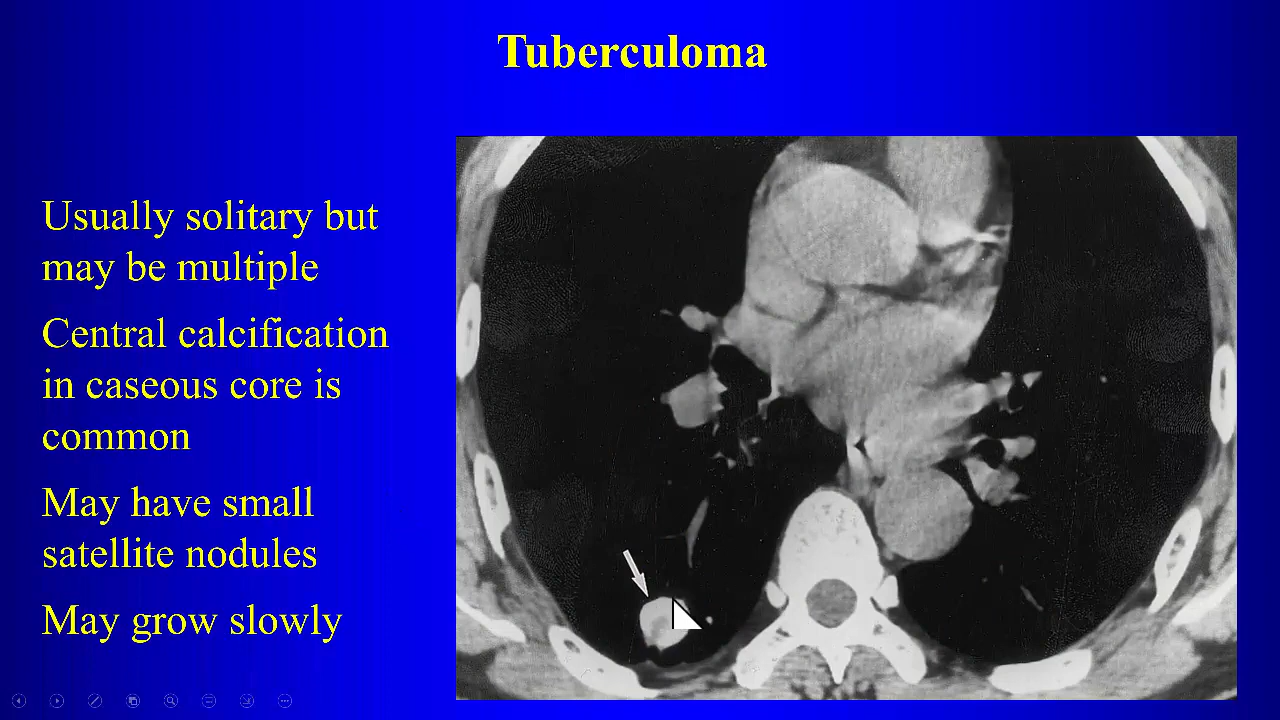 Tuberculoma
Usually solitary but
may be multiple
Central calcification
in caseous core is
common
May have small
satellite nodules
May grow slowly